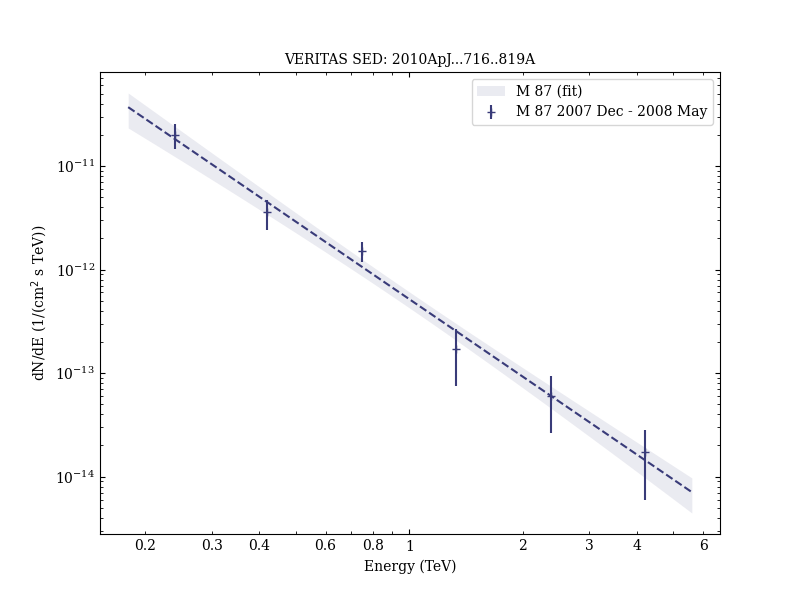 VERITAS SED: 2010ApJ...716..819A
M 87 (fit)
M 87 2007 Dec - 2008 May
dN/dE (1/(cm² s TeV))
10⁻¹¹
10⁻¹²
10⁻¹³
10⁻¹⁴
0.2 0.3 0.4 0.6 0.8 1 2 3 4 6
Energy (TeV)